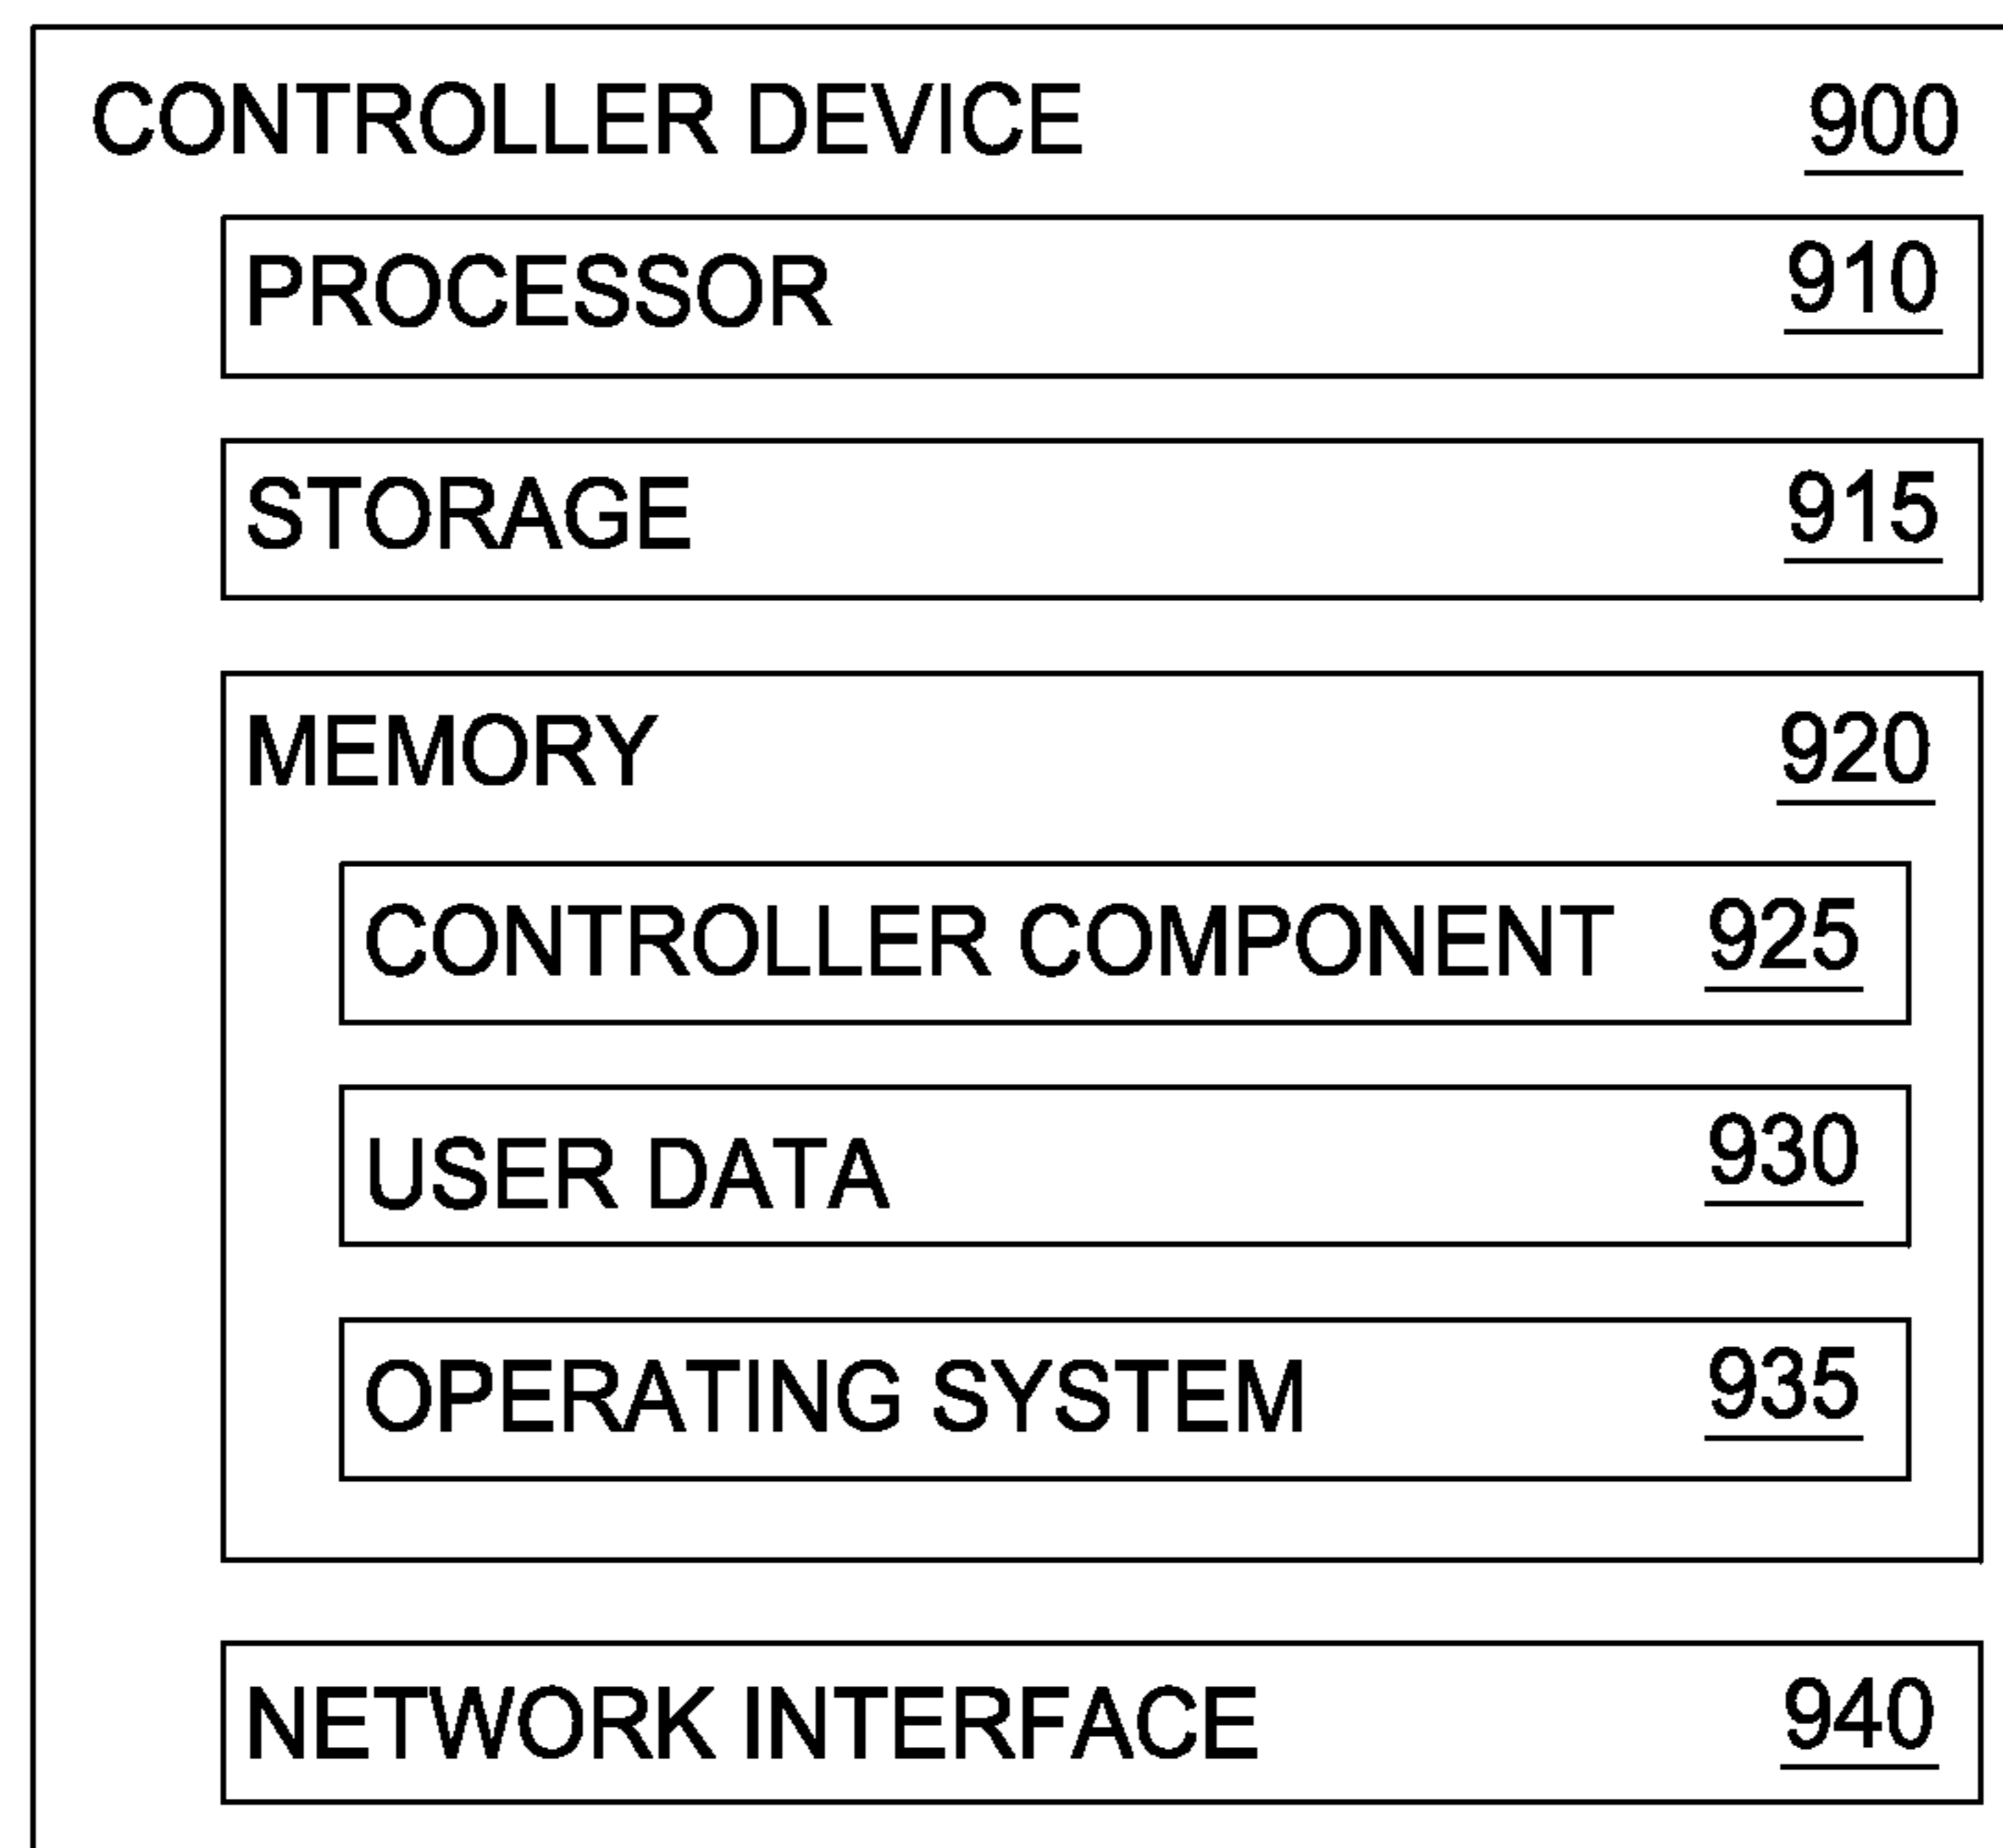 CONTROLLER DEVICE 900
PROCESSOR 910
STORAGE 915
MEMORY 920
CONTROLLER COMPONENT 925
USER DATA 930
OPERATING SYSTEM 935
NETWORK INTERFACE 940